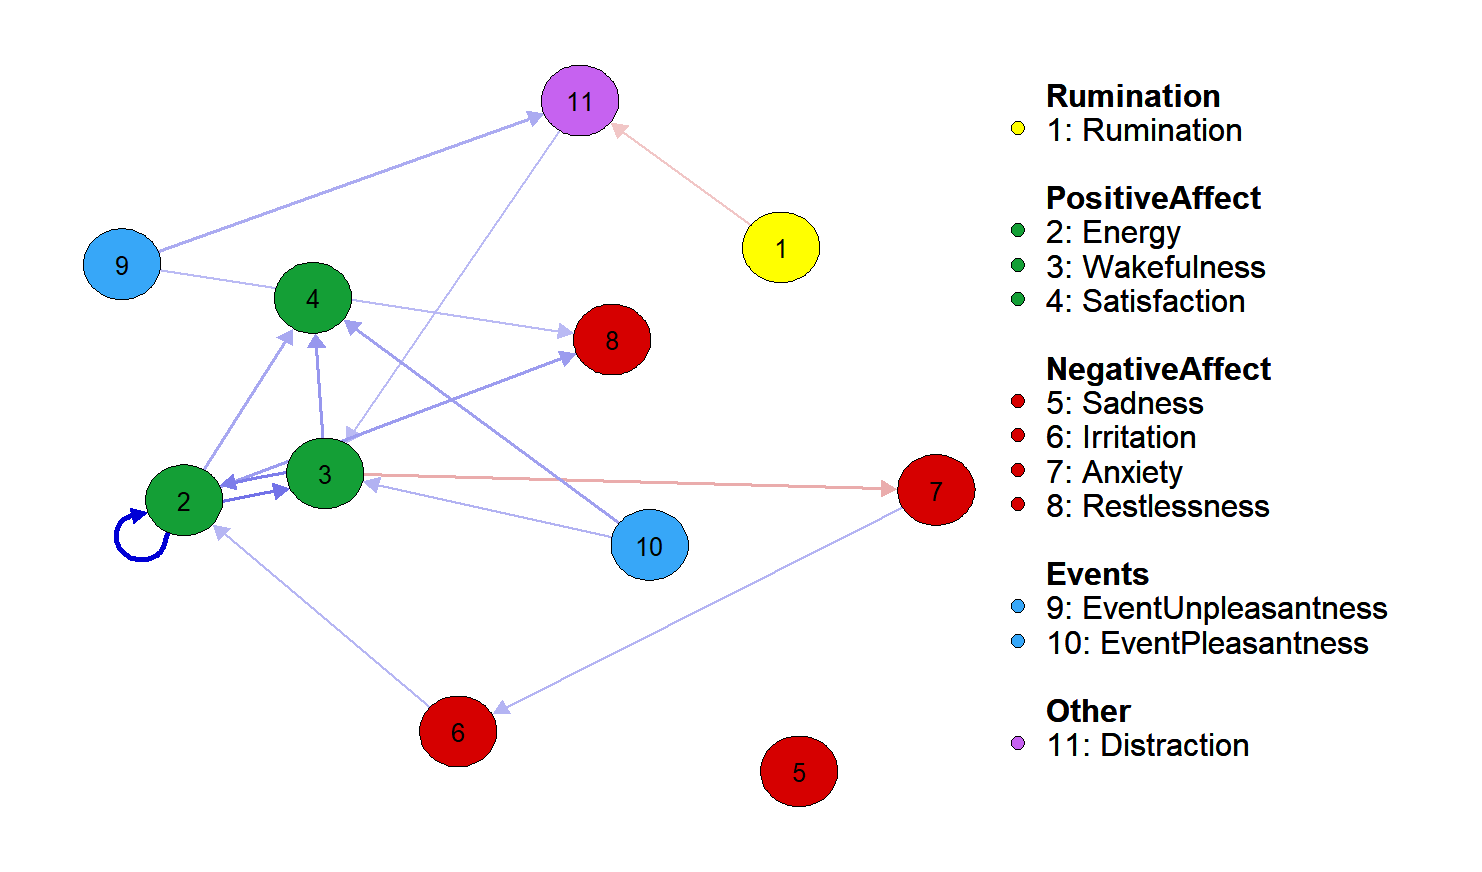 11
1
9
4
8
3
2
7
10
6
5
Rumination
1: Rumination
PositiveAffect
2: Energy
3: Wakefulness
4: Satisfaction
NegativeAffect
5: Sadness
6: Irritation
7: Anxiety
8: Restlessness
Events
9: EventUnpleasantness
10: EventPleasantness
Other
11: Distraction